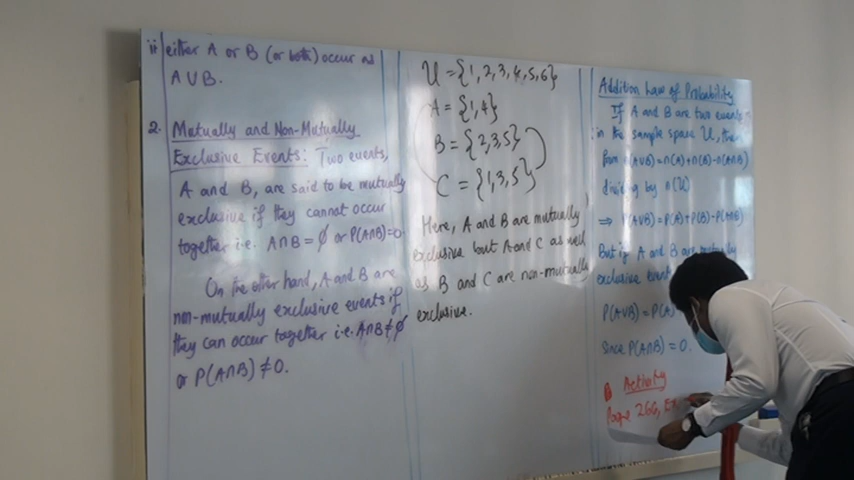 ii either A or B (or both) occur as
A∪B.
2. Mutually and Non-Mutually
Exclusive Events: Two events,
A and B, are said to be mutually
exclusive if they cannot occur
together i.e. A∩B = ∅ or P(A∩B)=0
On the other hand, A and B are
non-mutually exclusive events if
they can occur together i.e. A∩B≠∅
or P(A∩B) ≠ 0.
U = {1,2,3,4,5,6}
A = {1,4}
B = {2,3,5}
C = {1,3,5}
Here, A and B are mutually
exclusive but A and C as well
as B and C are non-mutually
exclusive.
Addition Law of Probability
If A and B are two events
in the sample space U, then
from n(A∪B) = n(A)+n(B)-n(A∩B)
dividing by n(U)
⇒ P(A∪B) = P(A)+P(B)-P(A∩B)
But if A and B are mutually
exclusive event
P(A∪B) = P(A)
Since P(A∩B) = 0.
Activity
Page 266, Ex